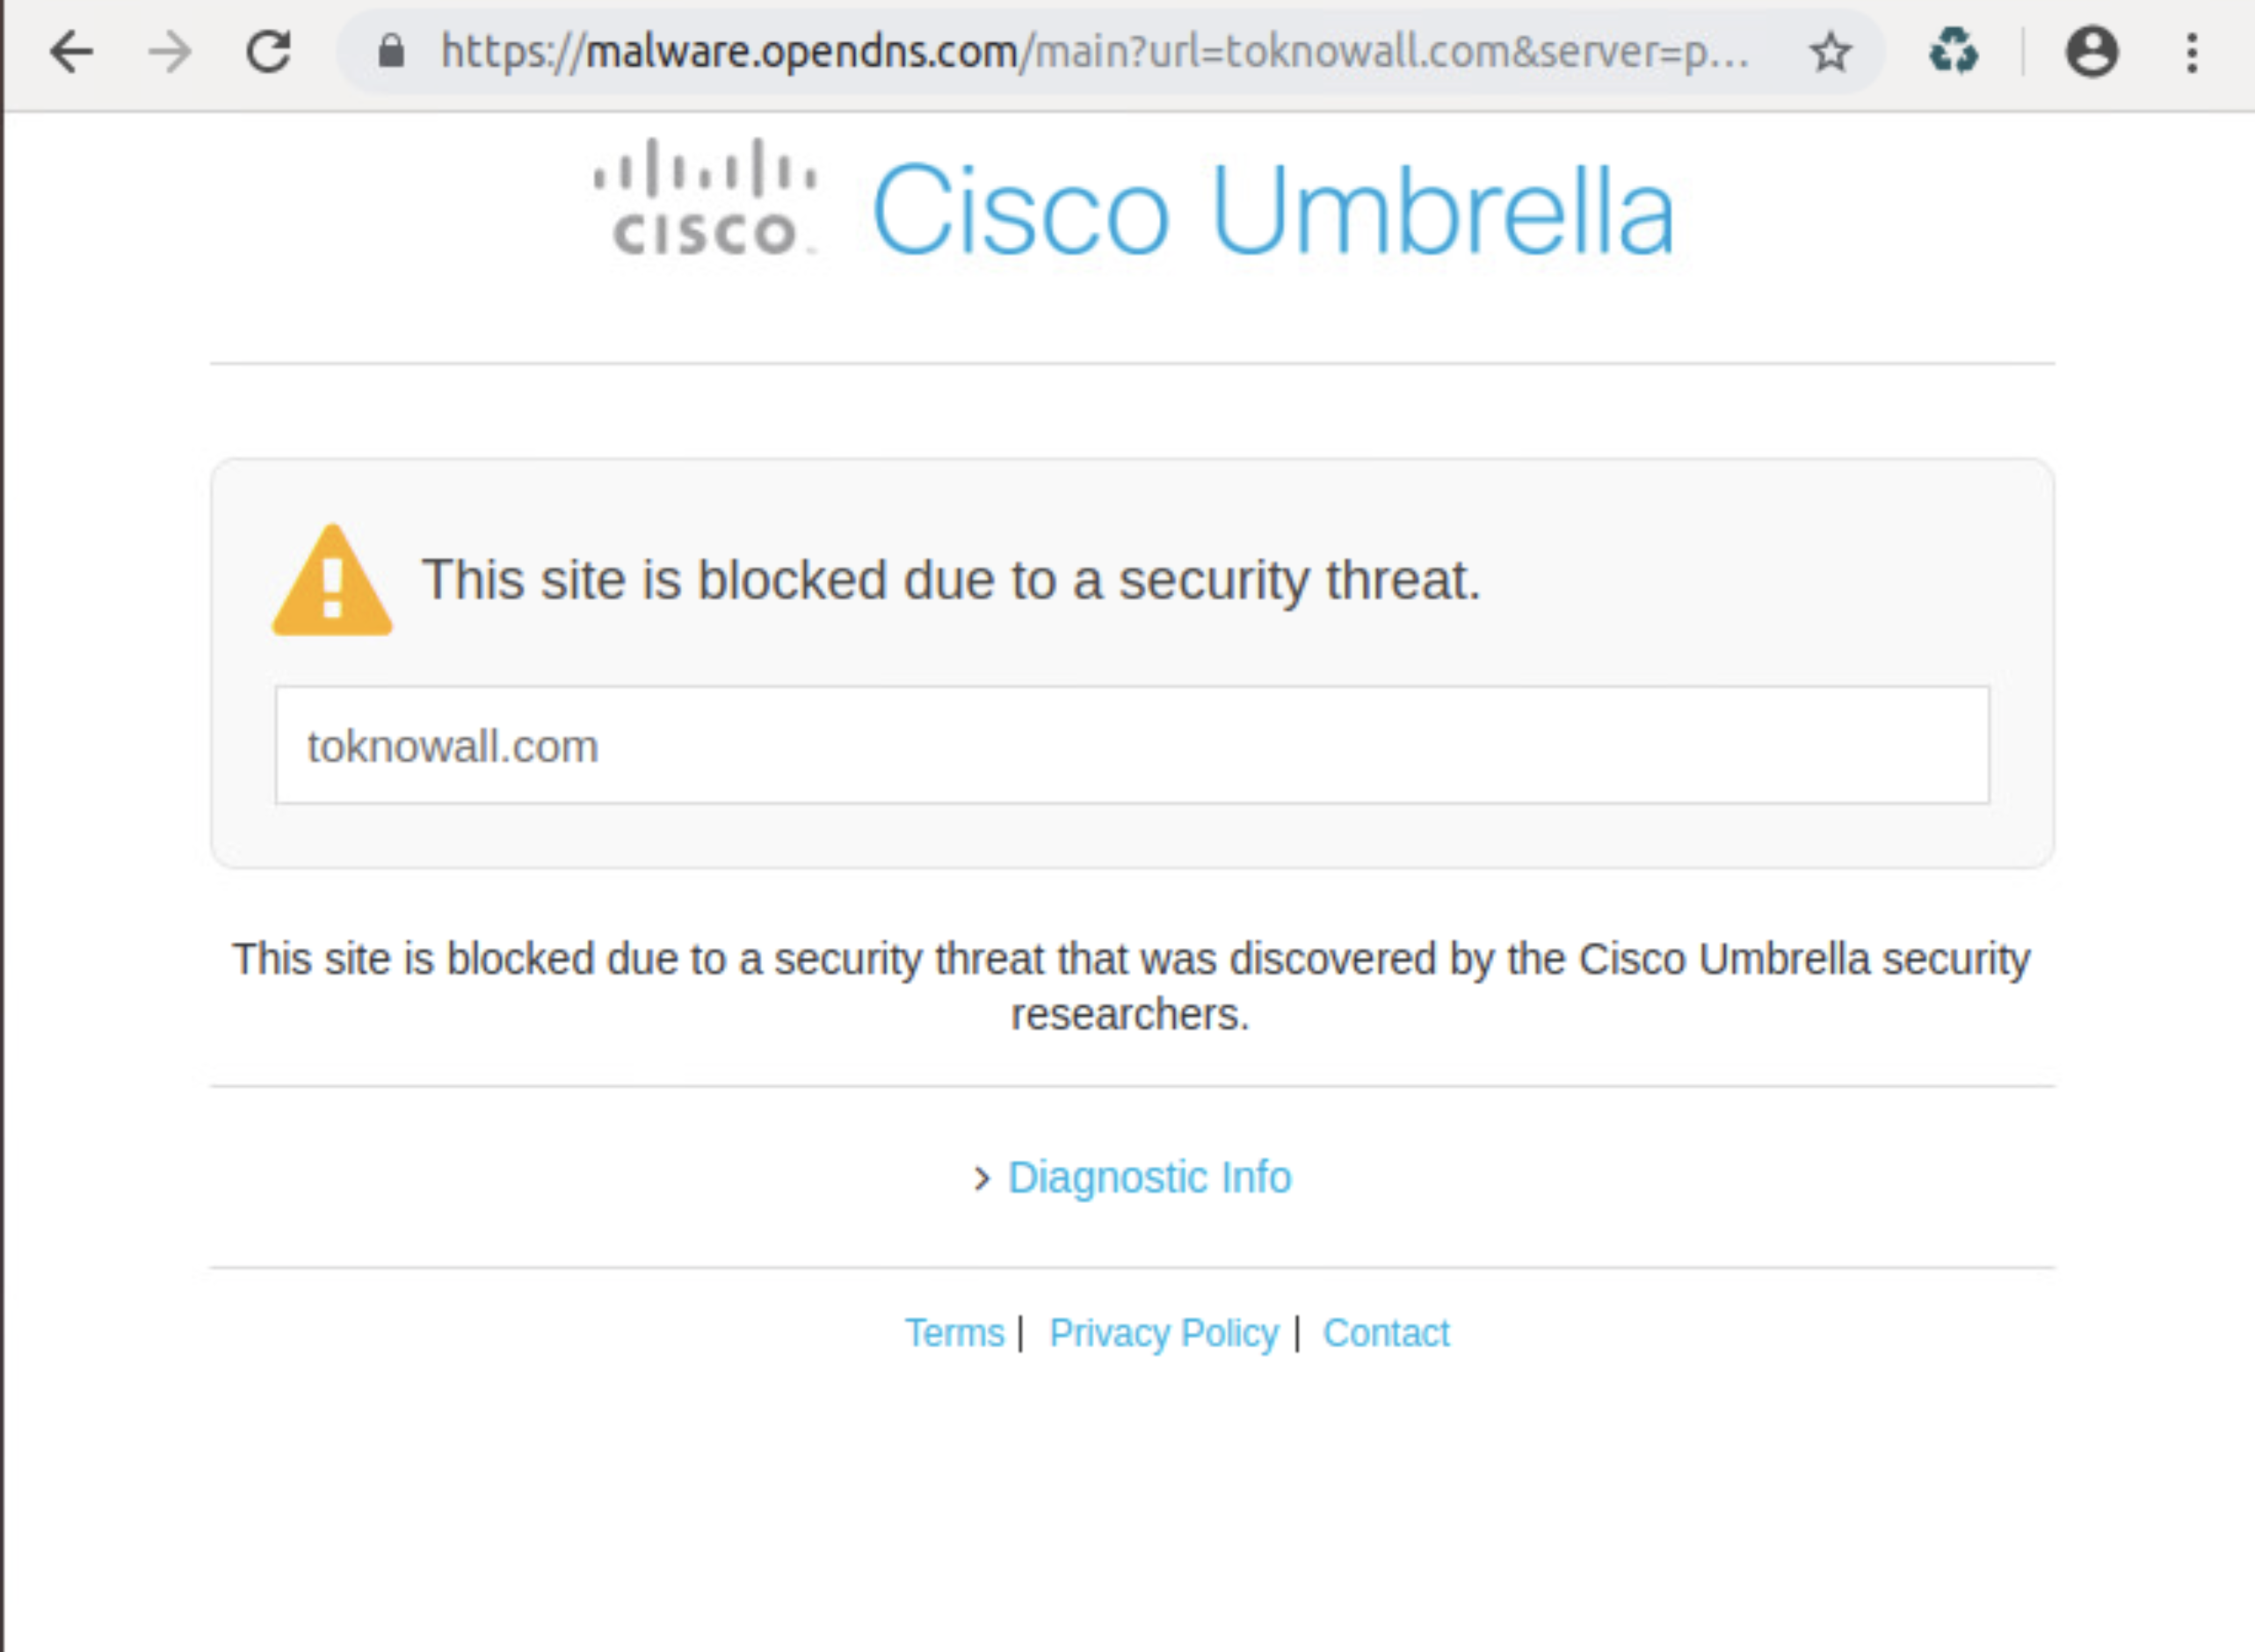 https://malware.opendns.com/main?url=toknowall.com&server=p...
CISCO Cisco Umbrella
This site is blocked due to a security threat.
toknowall.com
This site is blocked due to a security threat that was discovered by the Cisco Umbrella security
researchers.
> Diagnostic Info
Terms | Privacy Policy | Contact